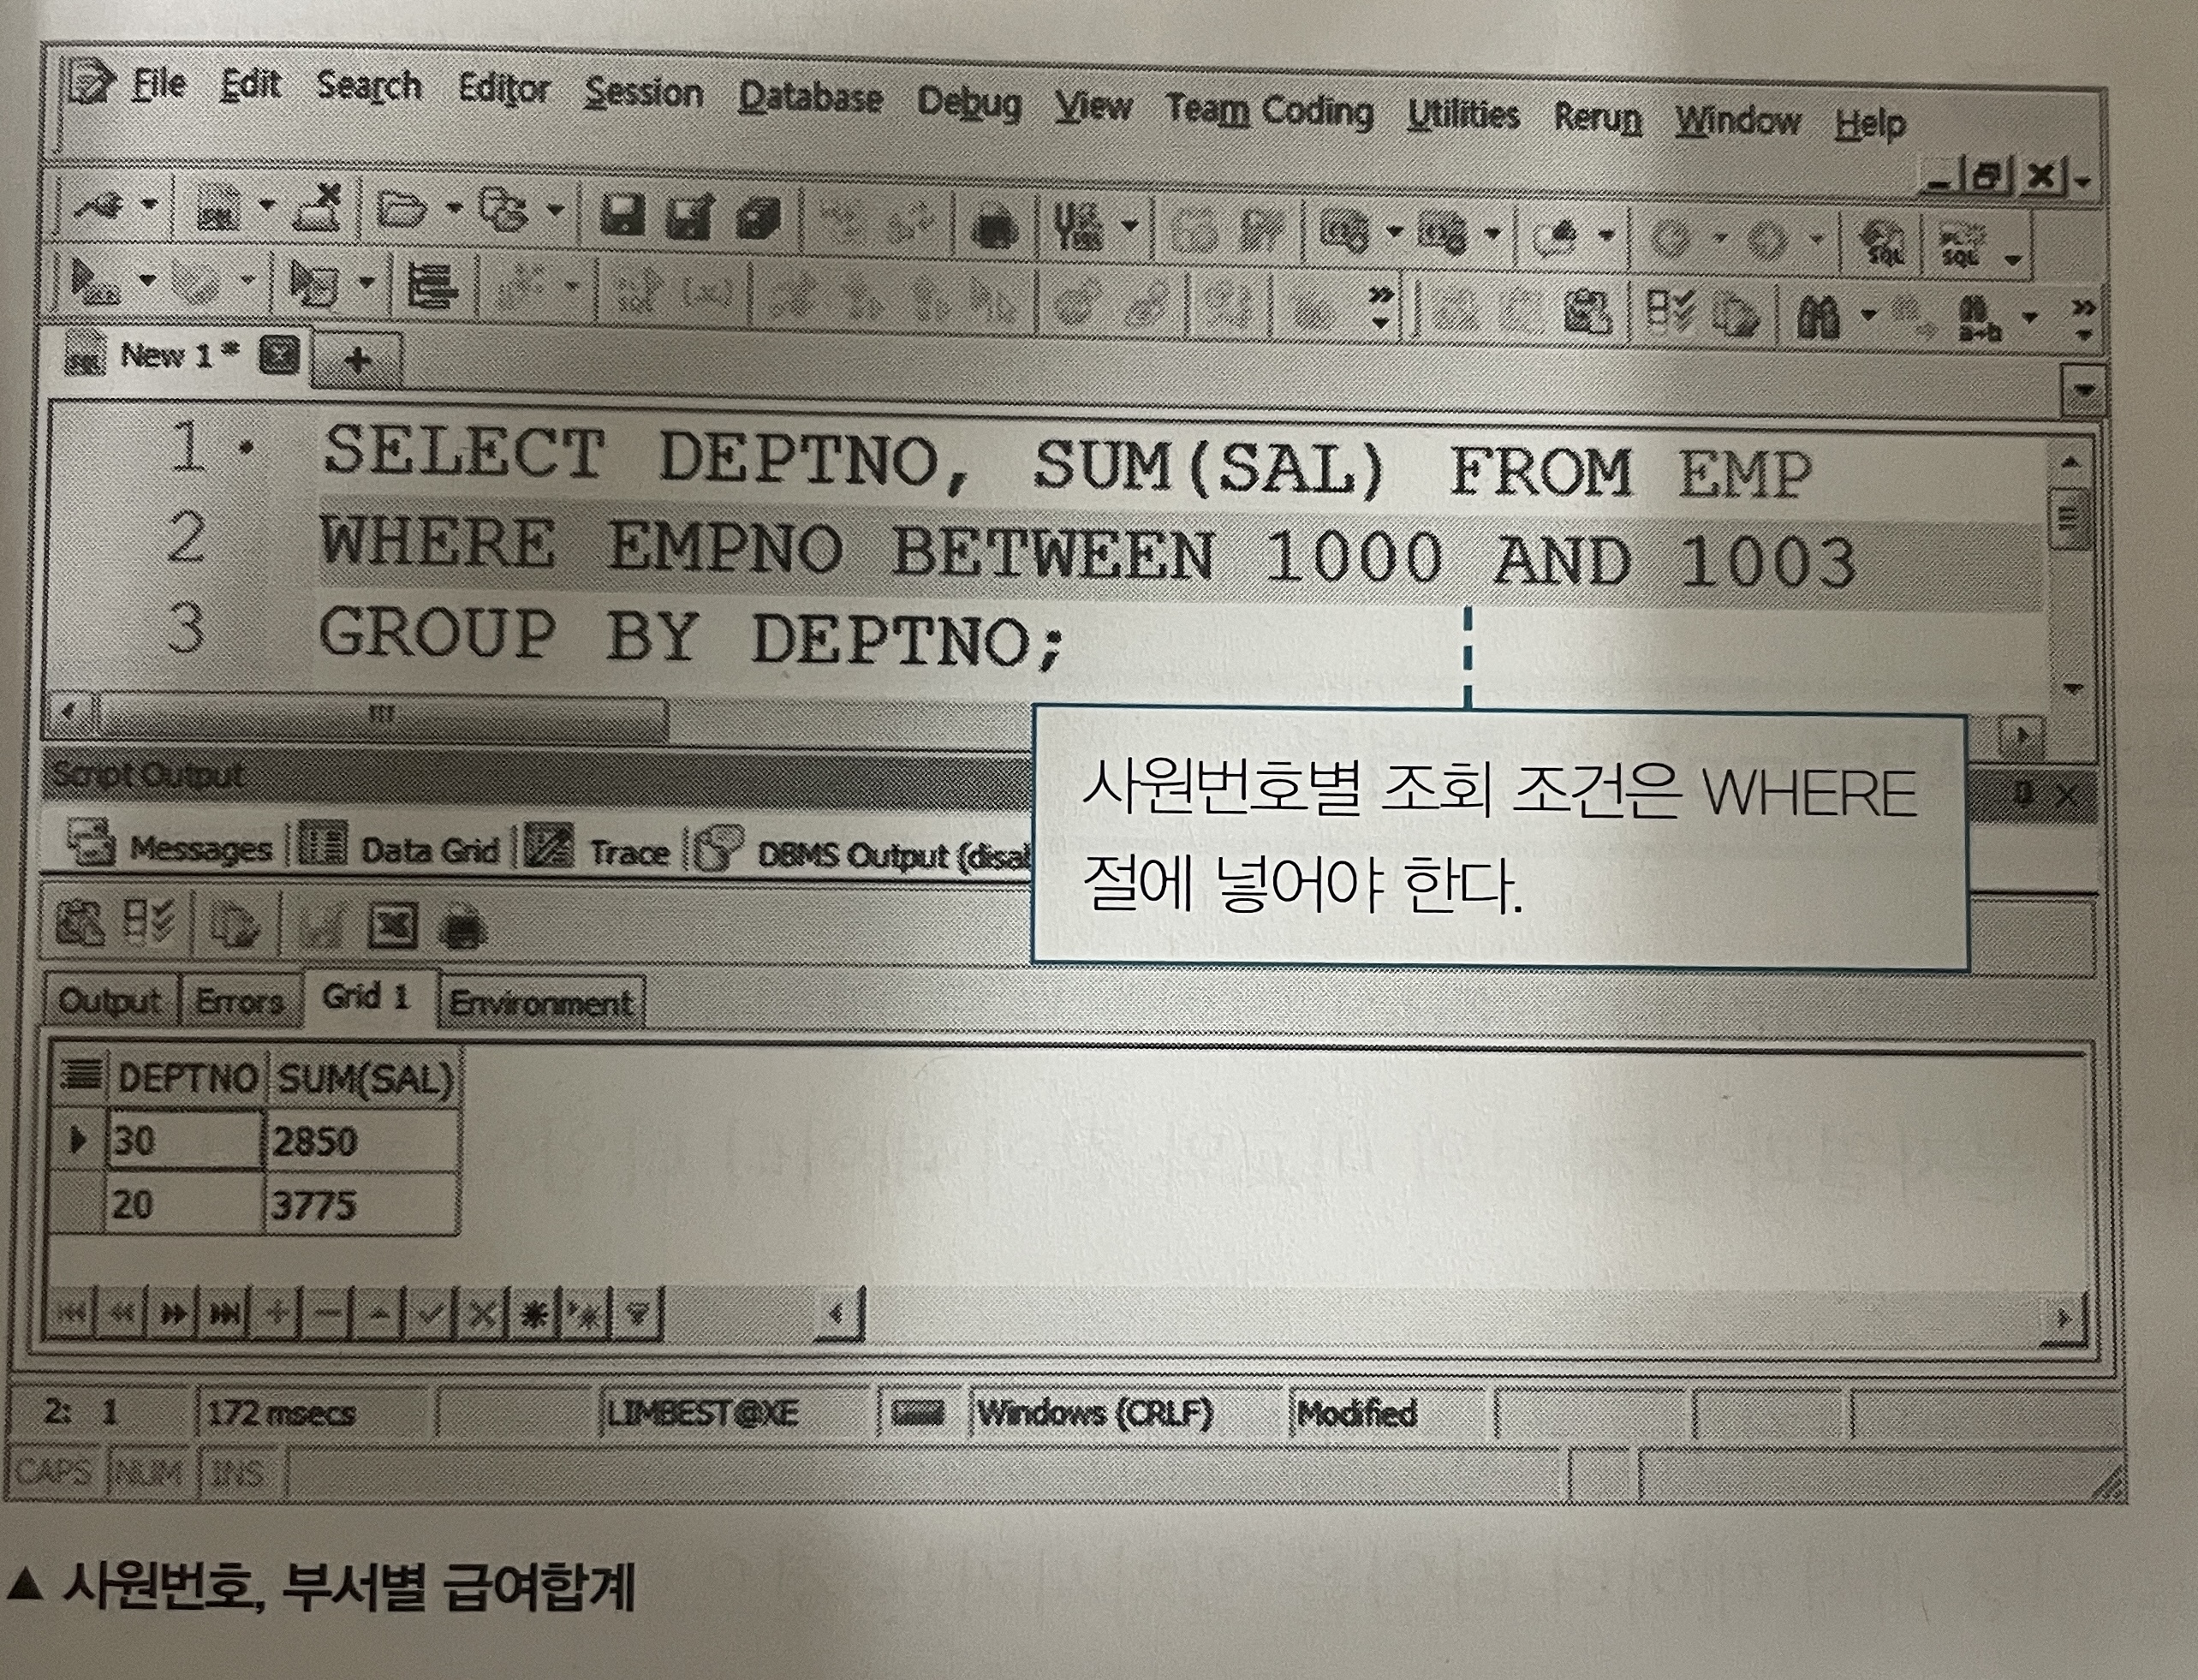 File Edit Search Editor Session Database Debug View Team Coding Utilities Rerun Window Help
New 1*
1 SELECT DEPTNO, SUM(SAL) FROM EMP
2 WHERE EMPNO BETWEEN 1000 AND 1003
3 GROUP BY DEPTNO;
사원번호별 조회 조건은 WHERE
절에 넣어야 한다.
Script Output
Messages Data Grid Trace DBMS Output (disal
Output Errors Grid 1 Environment
DEPTNO SUM(SAL)
30 2850
20 3775
2: 1 172 msecs LIMBEST@XE Windows (CRLF) Modified
CAPS NUM INS
▲ 사원번호, 부서별 급여합계